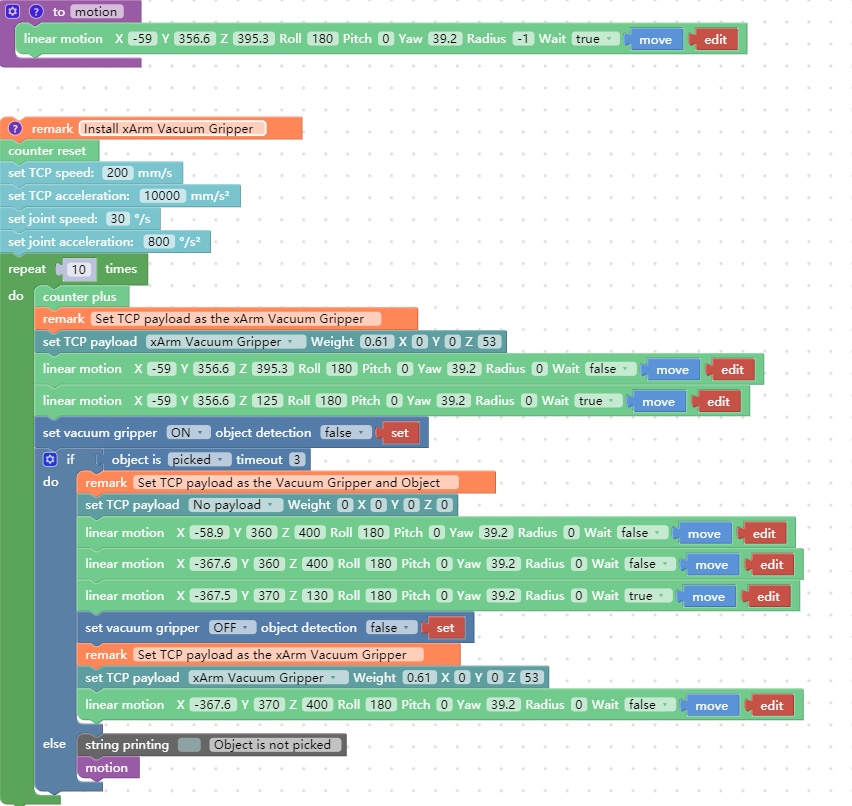 ? to motion
linear motion X -59 Y 356.6 Z 395.3 Roll 180 Pitch 0 Yaw 39.2 Radius -1 Wait true move edit
? remark Install xArm Vacuum Gripper
counter reset
set TCP speed: 200 mm/s
set TCP acceleration: 10000 mm/s²
set joint speed: 30 °/s
set joint acceleration: 800 °/s²
repeat 10 times
do counter plus
remark Set TCP payload as the xArm Vacuum Gripper
set TCP payload xArm Vacuum Gripper Weight 0.61 X 0 Y 0 Z 53
linear motion X -59 Y 356.6 Z 395.3 Roll 180 Pitch 0 Yaw 39.2 Radius 0 Wait false move edit
linear motion X -59 Y 356.6 Z 125 Roll 180 Pitch 0 Yaw 39.2 Radius 0 Wait true move edit
set vacuum gripper ON object detection false set
if object is picked timeout 3
do remark Set TCP payload as the Vacuum Gripper and Object
set TCP payload No payload Weight 0 X 0 Y 0 Z 0
linear motion X -58.9 Y 360 Z 400 Roll 180 Pitch 0 Yaw 39.2 Radius 0 Wait false move edit
linear motion X -367.6 Y 360 Z 400 Roll 180 Pitch 0 Yaw 39.2 Radius 0 Wait false move edit
linear motion X -367.5 Y 370 Z 130 Roll 180 Pitch 0 Yaw 39.2 Radius 0 Wait true move edit
set vacuum gripper OFF object detection false set
remark Set TCP payload as the xArm Vacuum Gripper
set TCP payload xArm Vacuum Gripper Weight 0.61 X 0 Y 0 Z 53
linear motion X -367.6 Y 370 Z 400 Roll 180 Pitch 0 Yaw 39.2 Radius 0 Wait false move edit
else string printing Object is not picked
motion